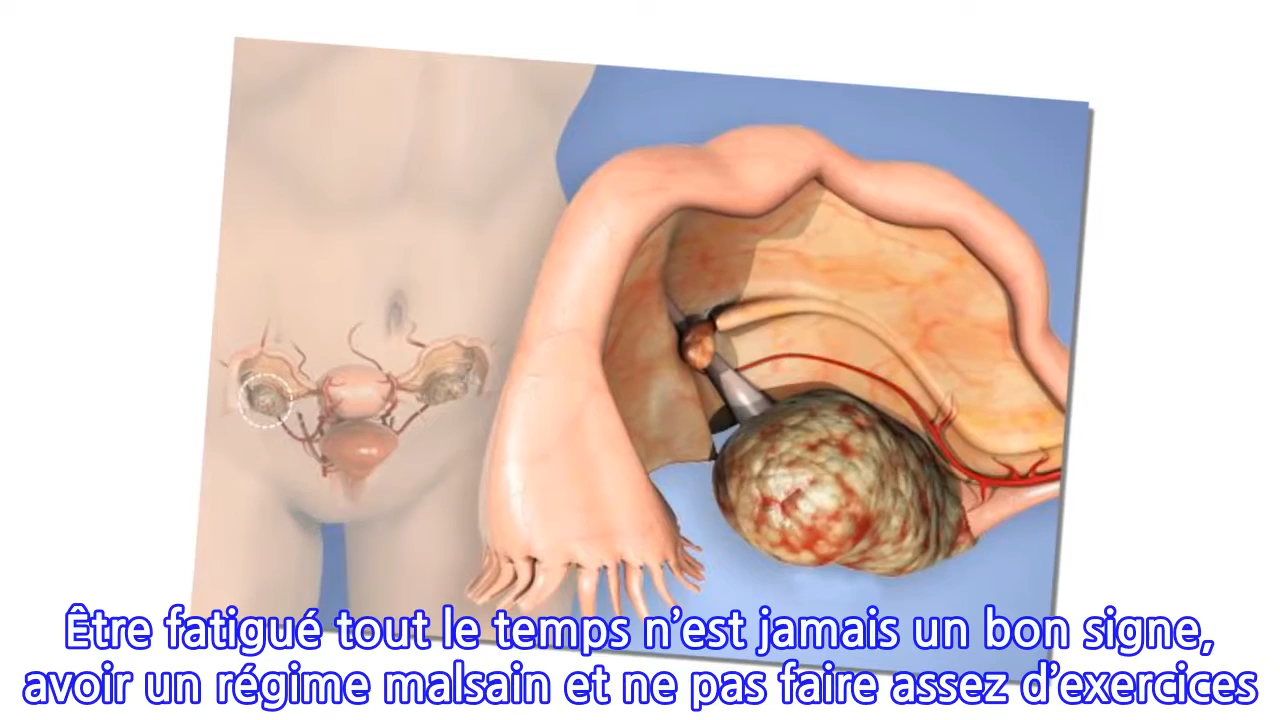 Être fatigué tout le temps n’est jamais un bon signe,
avoir un régime malsain et ne pas faire assez d’exercices